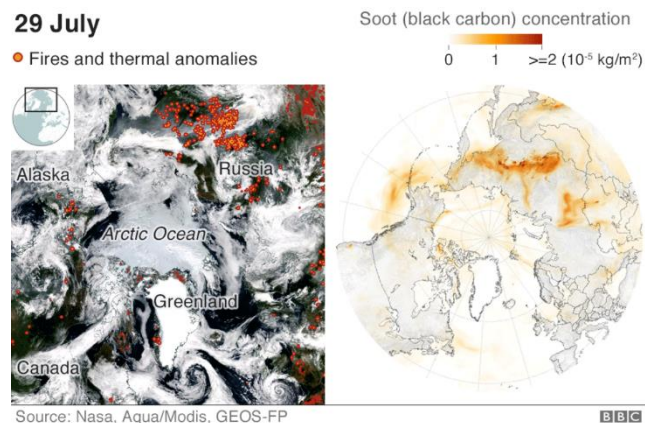 29 July
Fires and thermal anomalies
Soot (black carbon) concentration
0 1 >=2 (10⁻⁵ kg/m²)
Alaska
Russia
Arctic Ocean
Greenland
Canada
Source: Nasa, Aqua/Modis, GEOS-FP
BBC